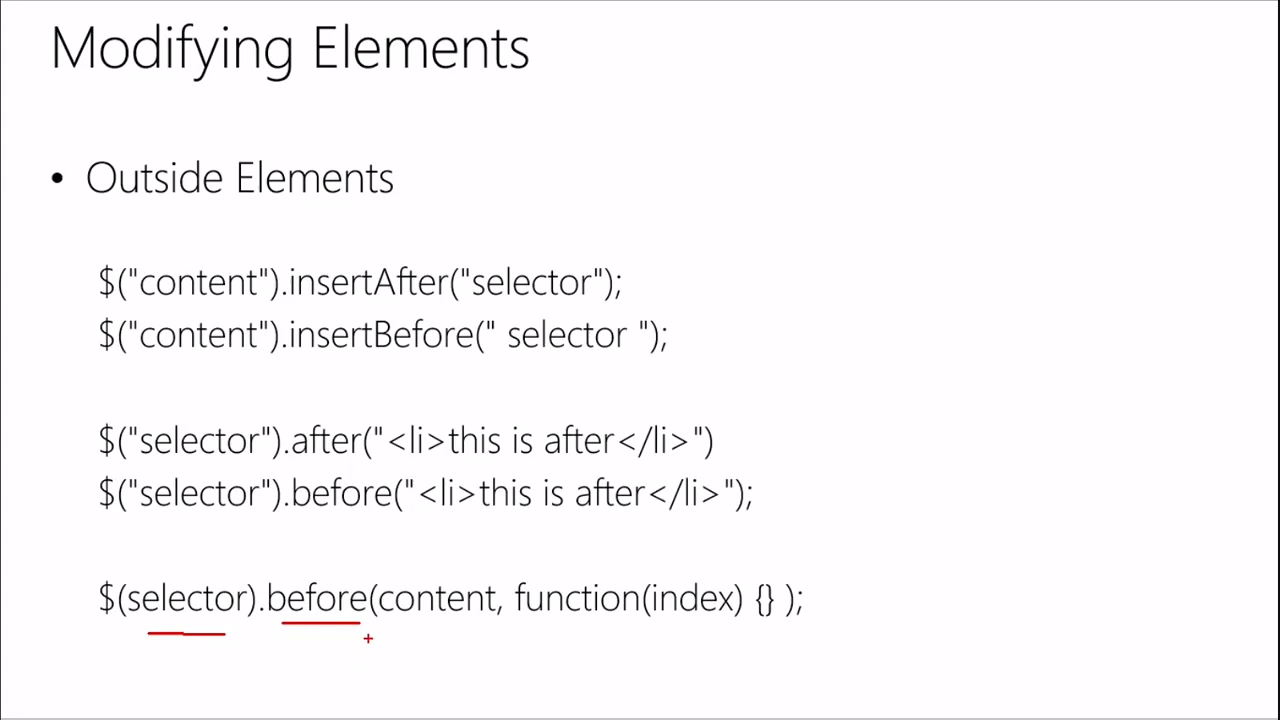 Modifying Elements
• Outside Elements
$("content").insertAfter("selector");
$("content").insertBefore(" selector ");
$("selector").after("<li>this is after</li>")
$("selector").before("<li>this is after</li>");
$(selector).before(content, function(index) {} );